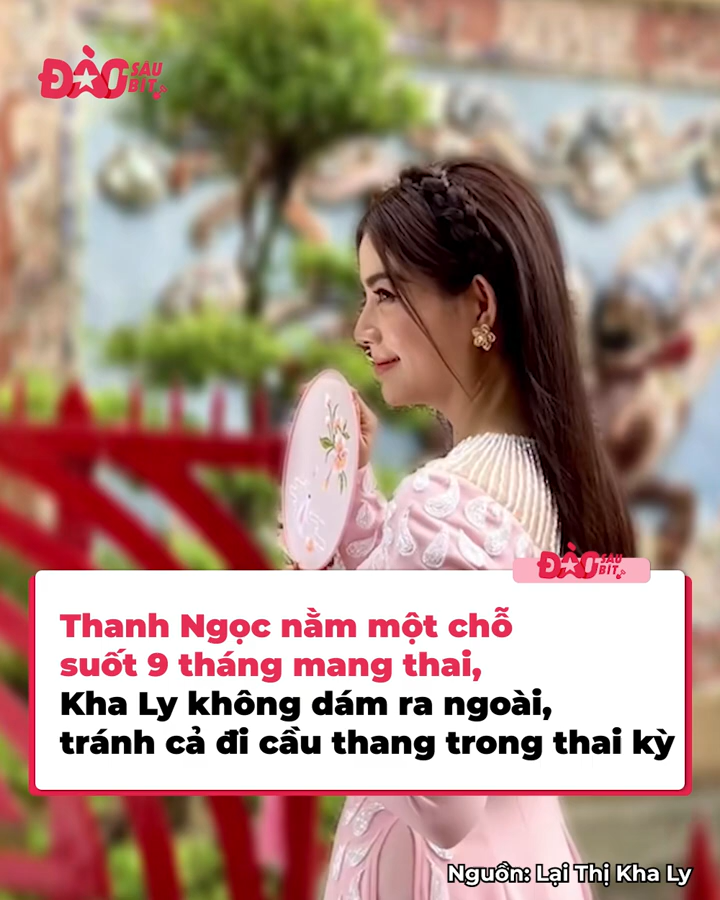 ĐÀO SAU BIT
ĐÀO SAU BIT
Thanh Ngọc nằm một chỗ
suốt 9 tháng mang thai,
Kha Ly không dám ra ngoài,
tránh cả đi cầu thang trong thai kỳ
Nguồn: Lại Thị Kha Ly